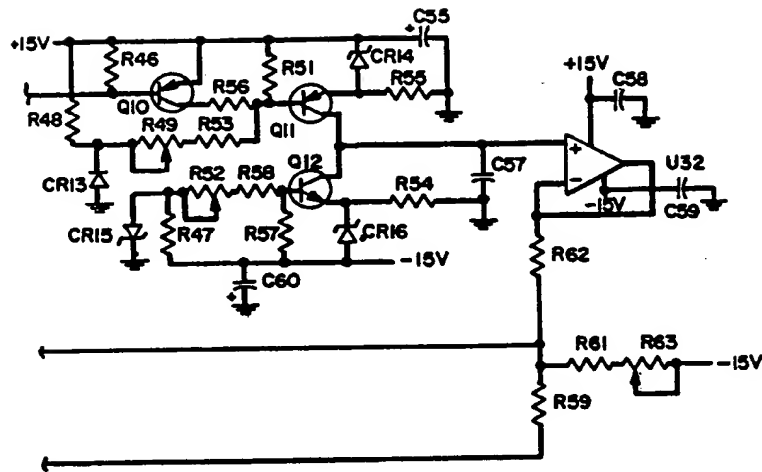 C55
+15V
R46
CR14
R51
R55
+15V
C58
Q10
R56
R48
R49
R53
Q11
Q12
U32
CR13
R52
R58
C57
R54
-15V
C59
CR15
R47
R57
CR16
-15V
R62
C60
R61
R63
-15V
R59
+
+
+
-